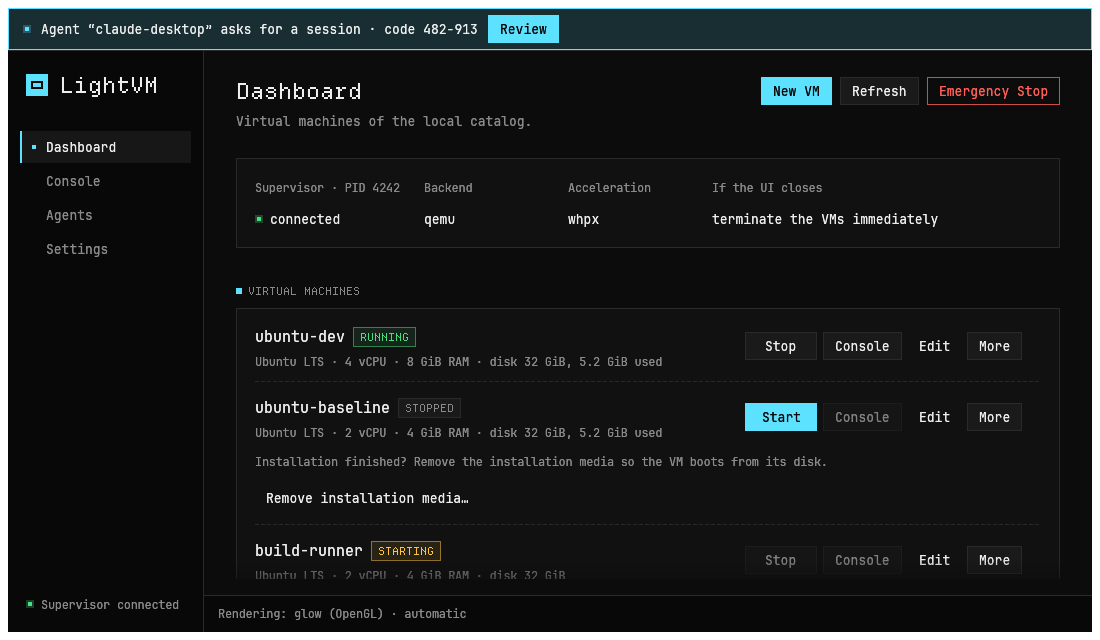 Agent “claude-desktop” asks for a session · code 482-913 Review
LightVM
Dashboard
Console
Agents
Settings
Supervisor connected
Dashboard
Virtual machines of the local catalog.
New VM Refresh Emergency Stop
Supervisor · PID 4242 Backend Acceleration If the UI closes
connected qemu whpx terminate the VMs immediately
VIRTUAL MACHINES
ubuntu-dev RUNNING
Ubuntu LTS · 4 vCPU · 8 GiB RAM · disk 32 GiB, 5.2 GiB used
Stop Console Edit More
ubuntu-baseline STOPPED
Ubuntu LTS · 2 vCPU · 4 GiB RAM · disk 32 GiB, 5.2 GiB used
Start Console Edit More
Installation finished? Remove the installation media so the VM boots from its disk.
Remove installation media…
build-runner STARTING
Ubuntu LTS · 2 vCPU · 4 GiB RAM · disk 32 GiB
Stop Console Edit More
Rendering: glow (OpenGL) · automatic